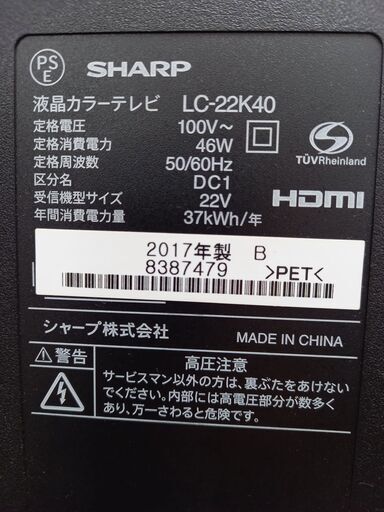 PS
E
SHARP
液晶カラーテレビ LC-22K40
定格電圧 100V～
定格消費電力 46W
定格周波数 50/60Hz
区分名 DC1
受信機型サイズ 22V
年間消費電力量 37kWh/年
TÜVRheinland
HDMI
2017年製 B
8387479 >PET<
シャープ株式会社 MADE IN CHINA
⚠警告 高圧注意
サービスマン以外の方は、裏ぶたをあけない
でください。内部には高電圧部分が数多く
あり、万一さわると危険です。